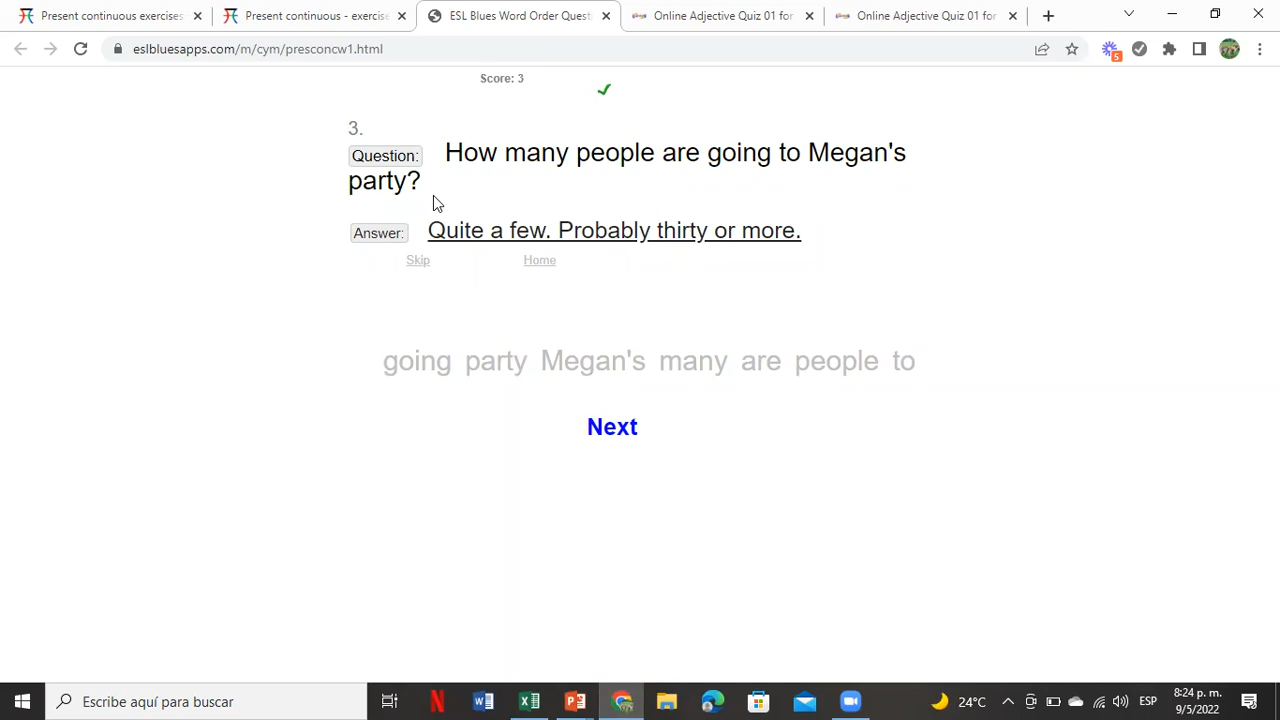 Present continuous exercises
Present continuous - exercise
ESL Blues Word Order Quest
Online Adjective Quiz 01 for
Online Adjective Quiz 01 for
eslbluesapps.com/m/cym/presconcw1.html
5
Score: 3
3.
Question: How many people are going to Megan's
party?
Answer: Quite a few. Probably thirty or more.
Skip Home
going party Megan's many are people to
Next
Escribe aquí para buscar
24°C
ESP
8:24 p. m.
9/5/2022